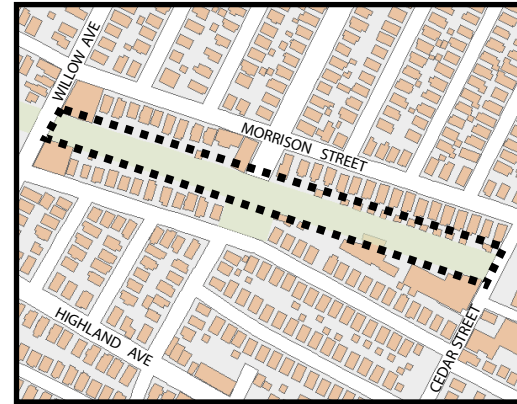 WILLOW AVE
MORRISON STREET
HIGHLAND AVE
CEDAR STREET